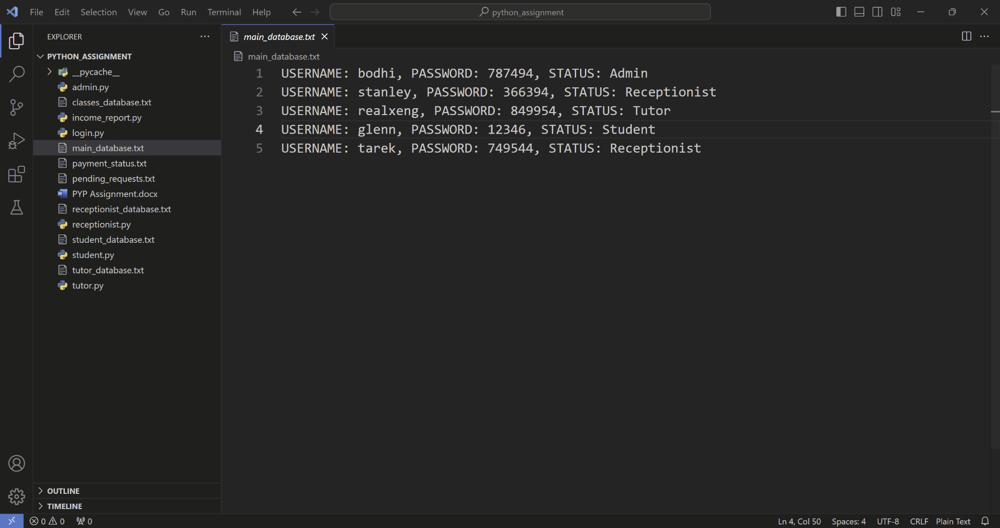 File Edit Selection View Go Run Terminal Help
python_assignment
EXPLORER
PYTHON_ASSIGNMENT
__pycache__
admin.py
classes_database.txt
income_report.py
login.py
main_database.txt
payment_status.txt
pending_requests.txt
PYP Assignment.docx
receptionist_database.txt
receptionist.py
student_database.txt
student.py
tutor_database.txt
tutor.py
OUTLINE
TIMELINE
main_database.txt
main_database.txt
1 USERNAME: bodhi, PASSWORD: 787494, STATUS: Admin
2 USERNAME: stanley, PASSWORD: 366394, STATUS: Receptionist
3 USERNAME: realxeng, PASSWORD: 849954, STATUS: Tutor
4 USERNAME: glenn, PASSWORD: 12346, STATUS: Student
5 USERNAME: tarek, PASSWORD: 749544, STATUS: Receptionist
0 0 0
Ln 4, Col 50 Spaces: 4 UTF-8 CRLF Plain Text